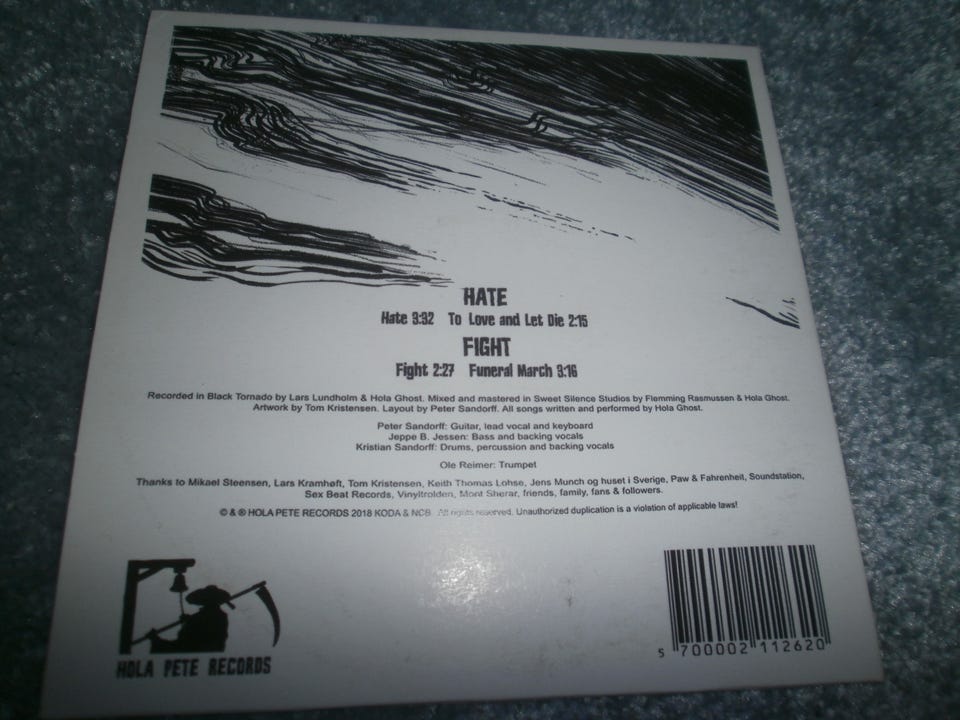 HATE
Hate 3:32 To Love and Let Die 2:15
FIGHT
Fight 2:27 Funeral March 3:16
Recorded in Black Tornado by Lars Lundholm & Hola Ghost. Mixed and mastered in Sweet Silence Studios by Flemming Rasmussen & Hola Ghost.
Artwork by Tom Kristensen. Layout by Peter Sandorff. All songs written and performed by Hola Ghost.
Peter Sandorff: Guitar, lead vocal and keyboard
Jeppe B. Jessen: Bass and backing vocals
Kristian Sandorff: Drums, percussion and backing vocals
Ole Reimer: Trumpet
Thanks to Mikael Steensen, Lars Kramhøft, Tom Kristensen, Keith Thomas Lohse, Jens Munch og huset i Sverige, Paw & Fahrenheit, Soundstation,
Sex Beat Records, Vinyltrolden, Mont Sherar, friends, family, fans & followers.
© & ® HOLA PETE RECORDS 2018 KODA & NCB All rights reserved. Unauthorized duplication is a violation of applicable laws!
HOLA PETE RECORDS
5 700002 112620